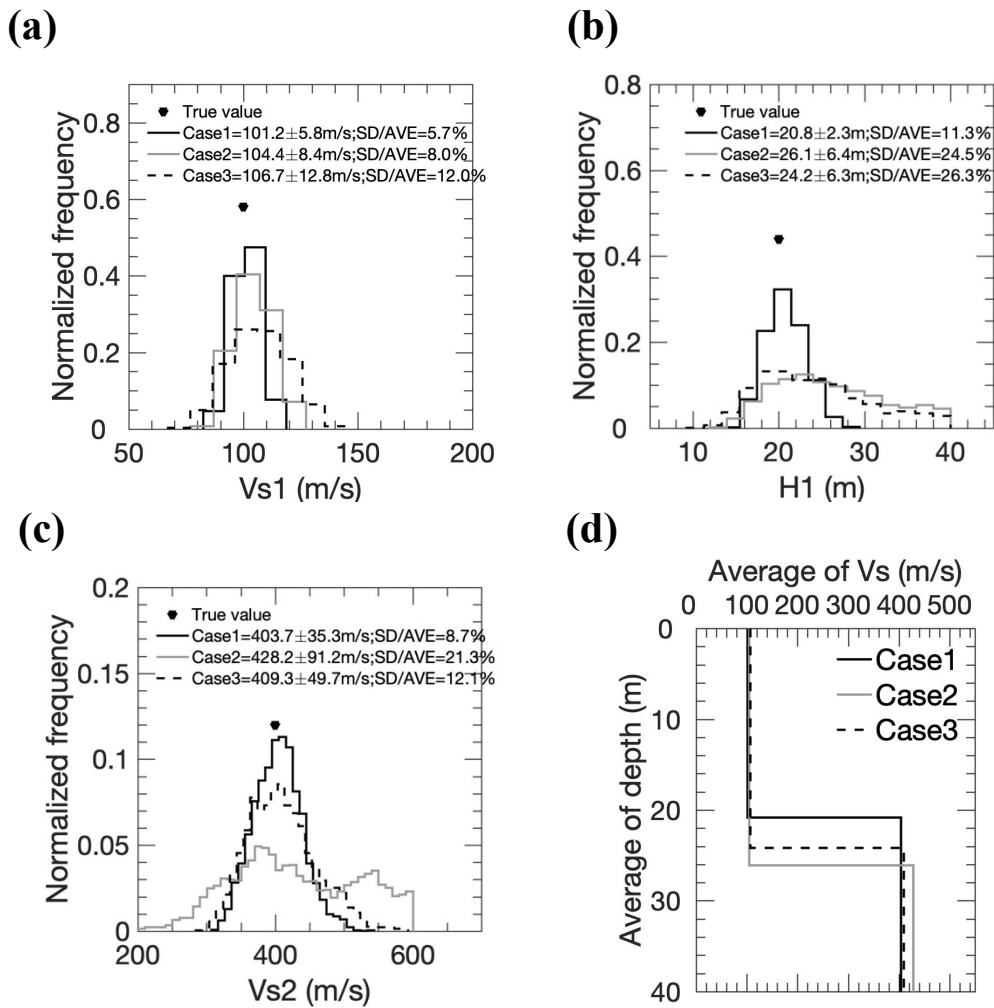 (a)
Normalized frequency
0.8
0.6
0.4
0.2
0
True value
Case1=101.2±5.8m/s;SD/AVE=5.7%
Case2=104.4±8.4m/s;SD/AVE=8.0%
Case3=106.7±12.8m/s;SD/AVE=12.0%
50 100 150 200
Vs1 (m/s)
(b)
Normalized frequency
0.8
0.6
0.4
0.2
0
True value
Case1=20.8±2.3m;SD/AVE=11.3%
Case2=26.1±6.4m;SD/AVE=24.5%
Case3=24.2±6.3m;SD/AVE=26.3%
10 20 30 40
H1 (m)
(c)
Normalized frequency
0.2
0.15
0.1
0.05
0
True value
Case1=403.7±35.3m/s;SD/AVE=8.7%
Case2=428.2±91.2m/s;SD/AVE=21.3%
Case3=409.3±49.7m/s;SD/AVE=12.1%
200 400 600
Vs2 (m/s)
(d)
Average of Vs (m/s)
0 100 200 300 400 500
Average of depth (m)
0
10
20
30
40
Case1
Case2
Case3